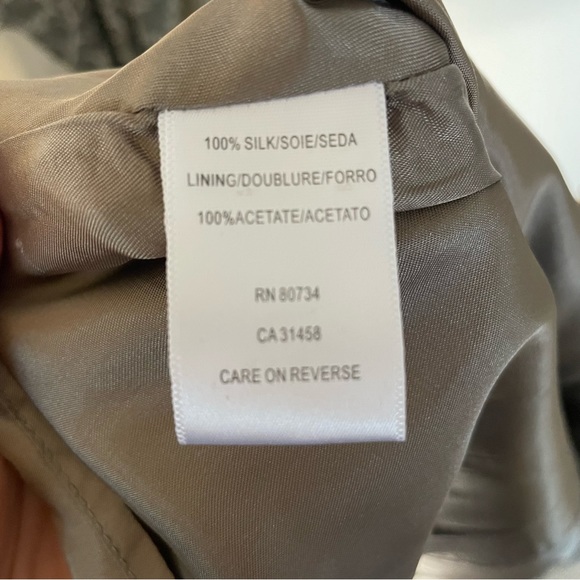 100% SILK/SOIE/SEDA
LINING/DOUBLURE/FORRO
100%ACETATE/ACETATO
RN 80734
CA 31458
CARE ON REVERSE